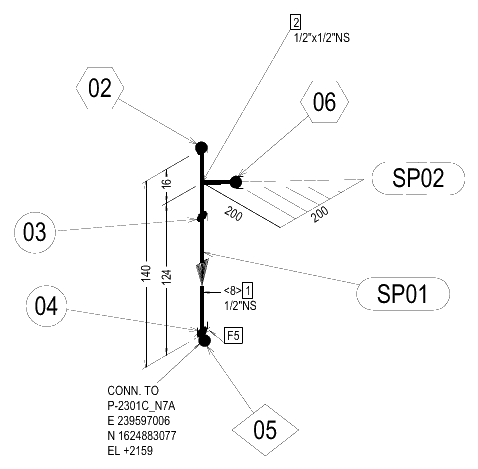 2
1/2"x1/2"NS
02
06
SP02
16
200
200
03
140
124
SP01
<8> 1
1/2"NS
04
F5
05
CONN. TO
P-2301C_N7A
E 239597006
N 1624883077
EL +2159